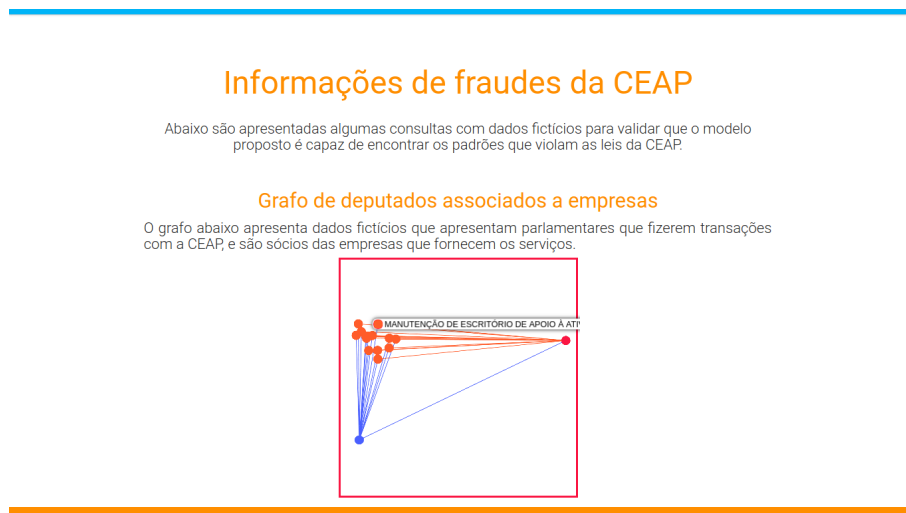 Informações de fraudes da CEAP
Abaixo são apresentadas algumas consultas com dados fictícios para validar que o modelo
proposto é capaz de encontrar os padrões que violam as leis da CEAP.
Grafo de deputados associados a empresas
O grafo abaixo apresenta dados fictícios que apresentam parlamentares que fizerem transações
com a CEAP, e são sócios das empresas que fornecem os serviços.
MANUTENÇÃO DE ESCRITÓRIO DE APOIO À